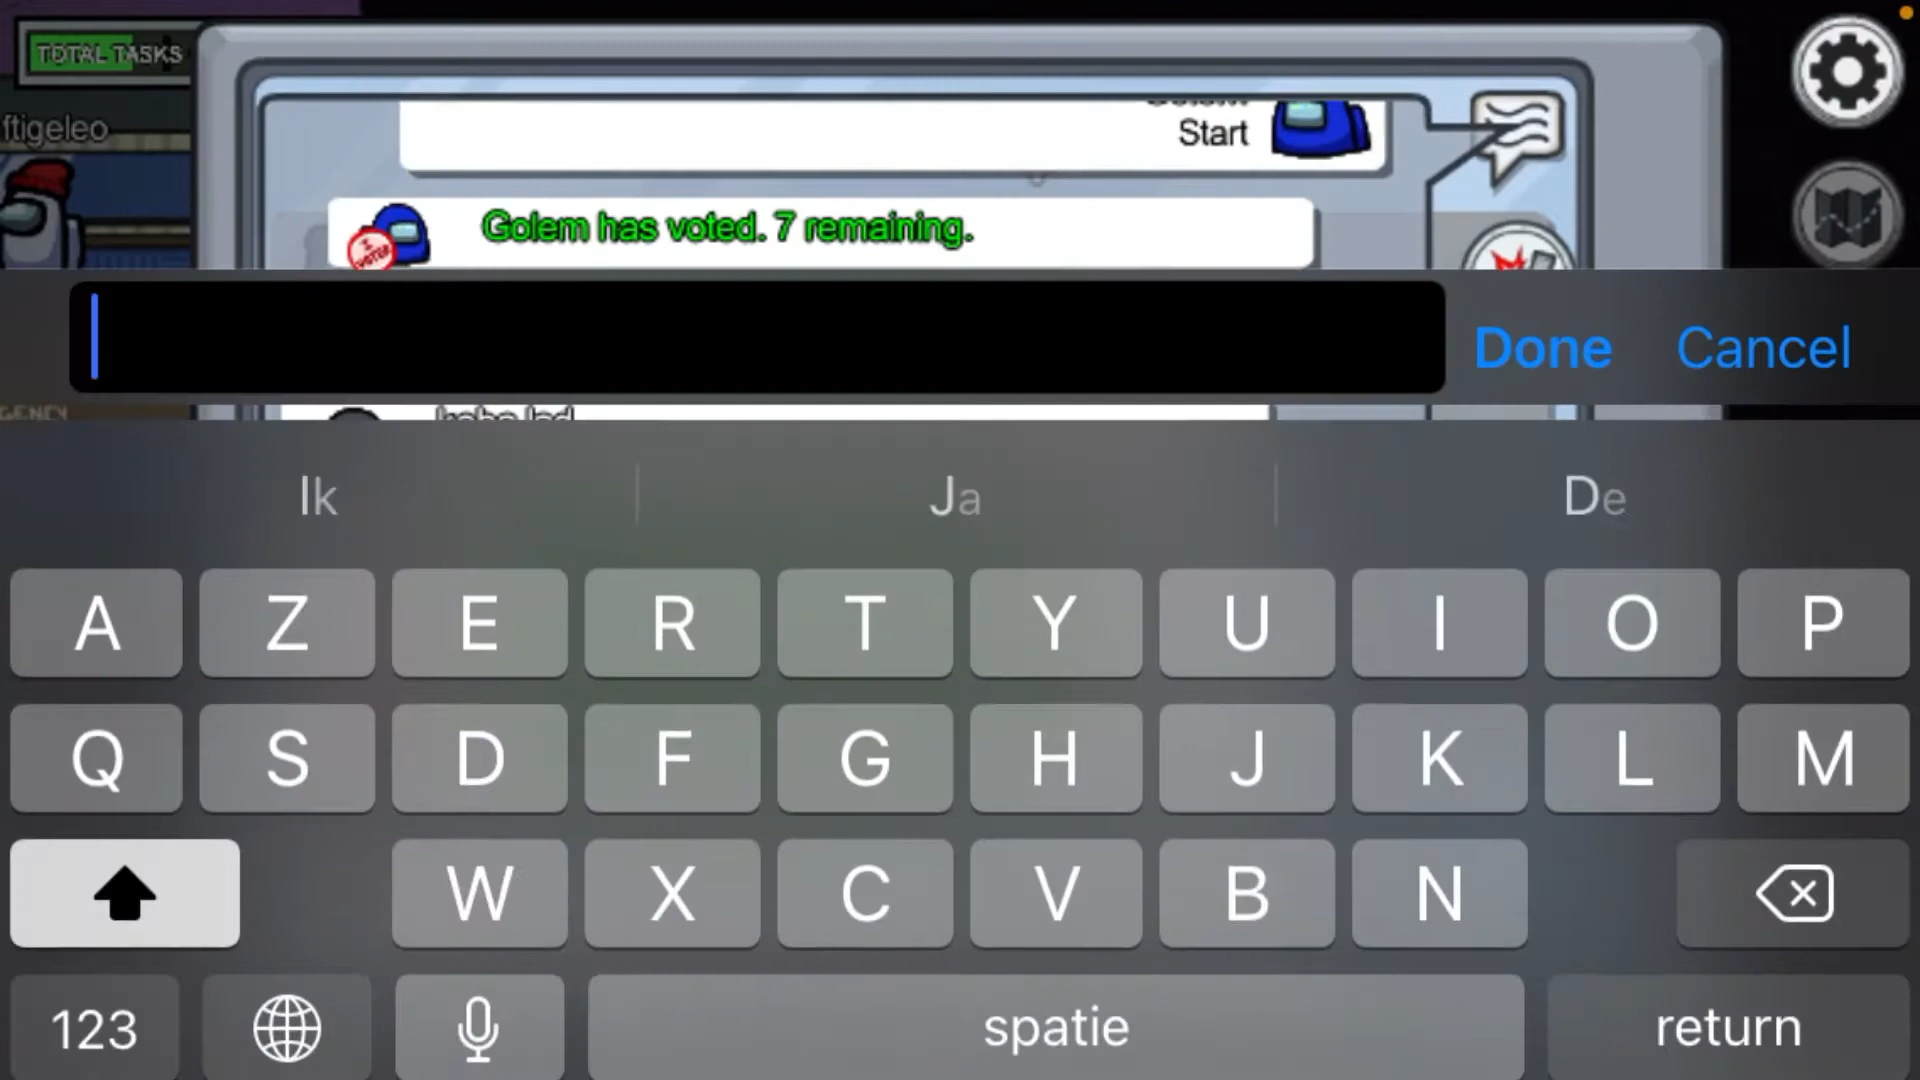 TOTAL TASKS
ftigeleo
Start
Golem has voted. 7 remaining.
Done
Cancel
Ik
Ja
De
A Z E R T Y U I O P
Q S D F G H J K L M
W X C V B N
123
spatie
return